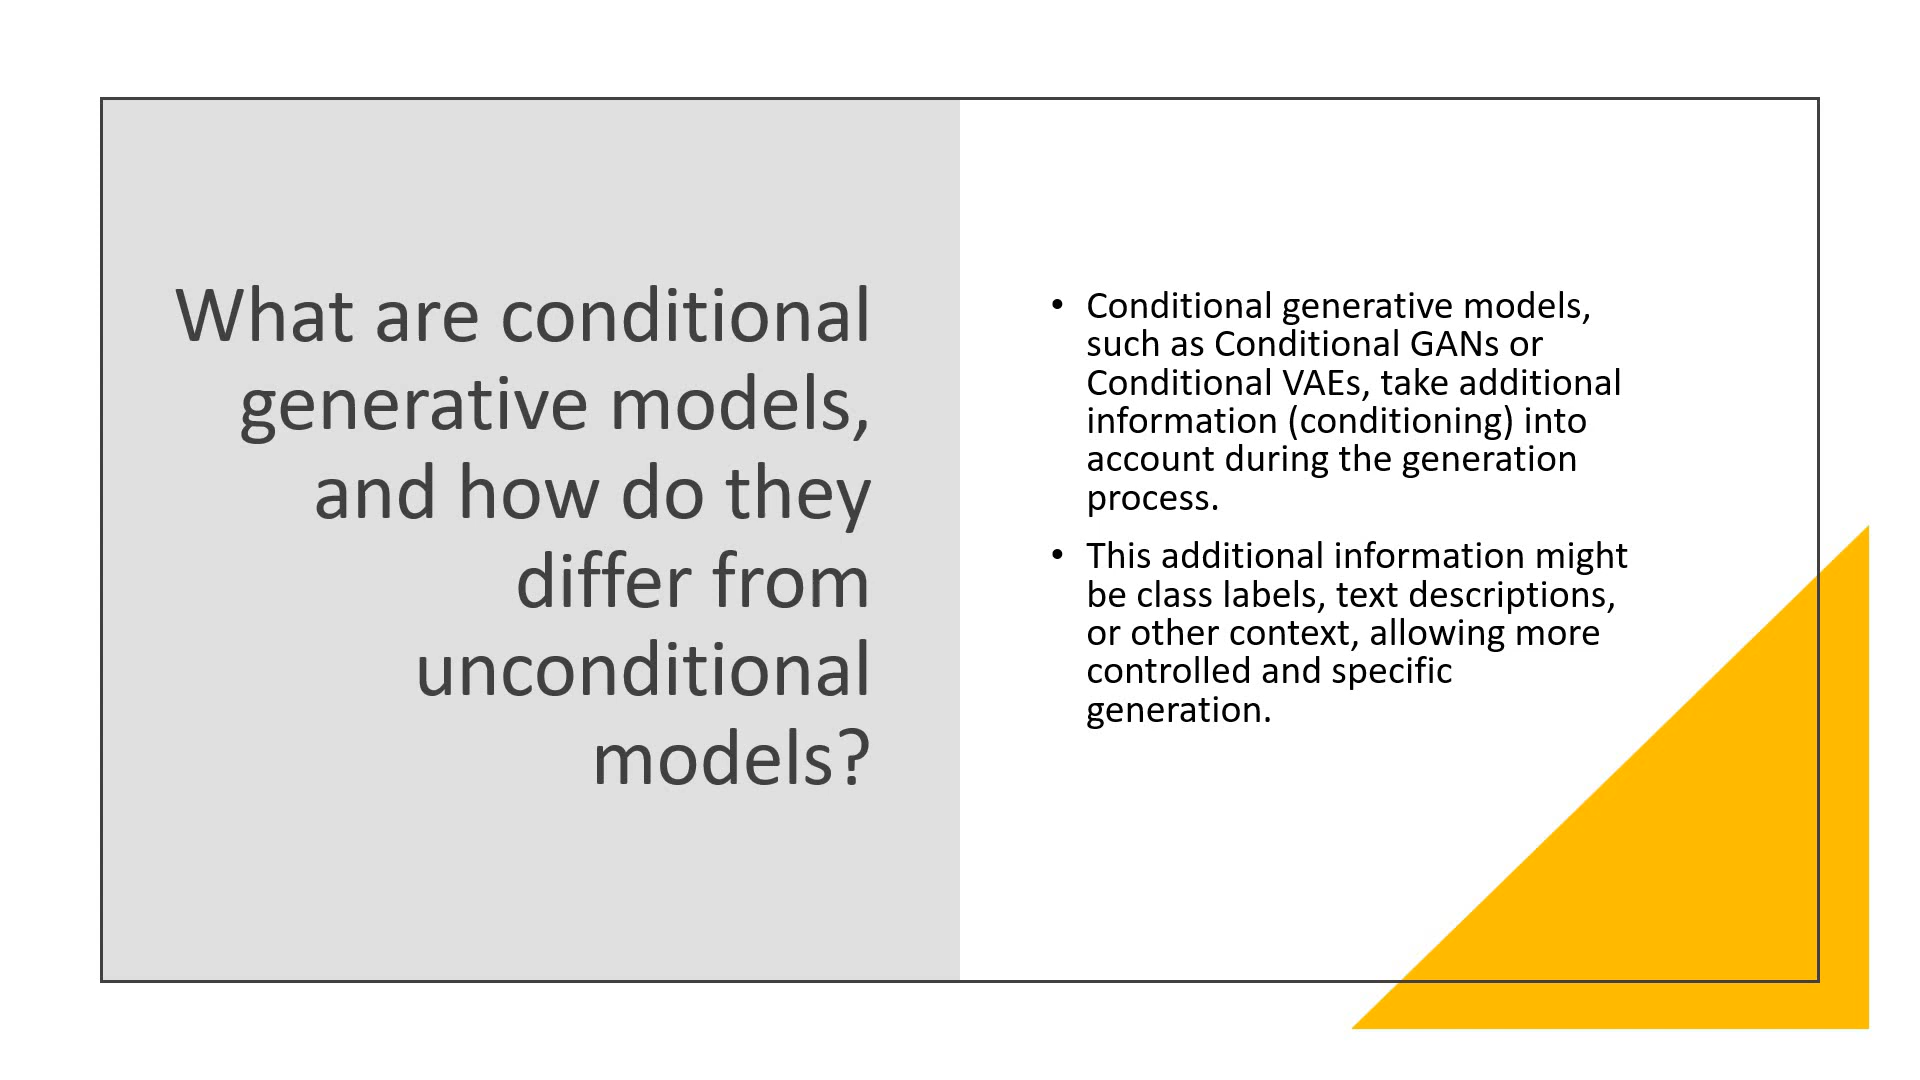 What are conditional
generative models,
and how do they
differ from
unconditional
models?
• Conditional generative models,
such as Conditional GANs or
Conditional VAEs, take additional
information (conditioning) into
account during the generation
process.
• This additional information might
be class labels, text descriptions,
or other context, allowing more
controlled and specific
generation.